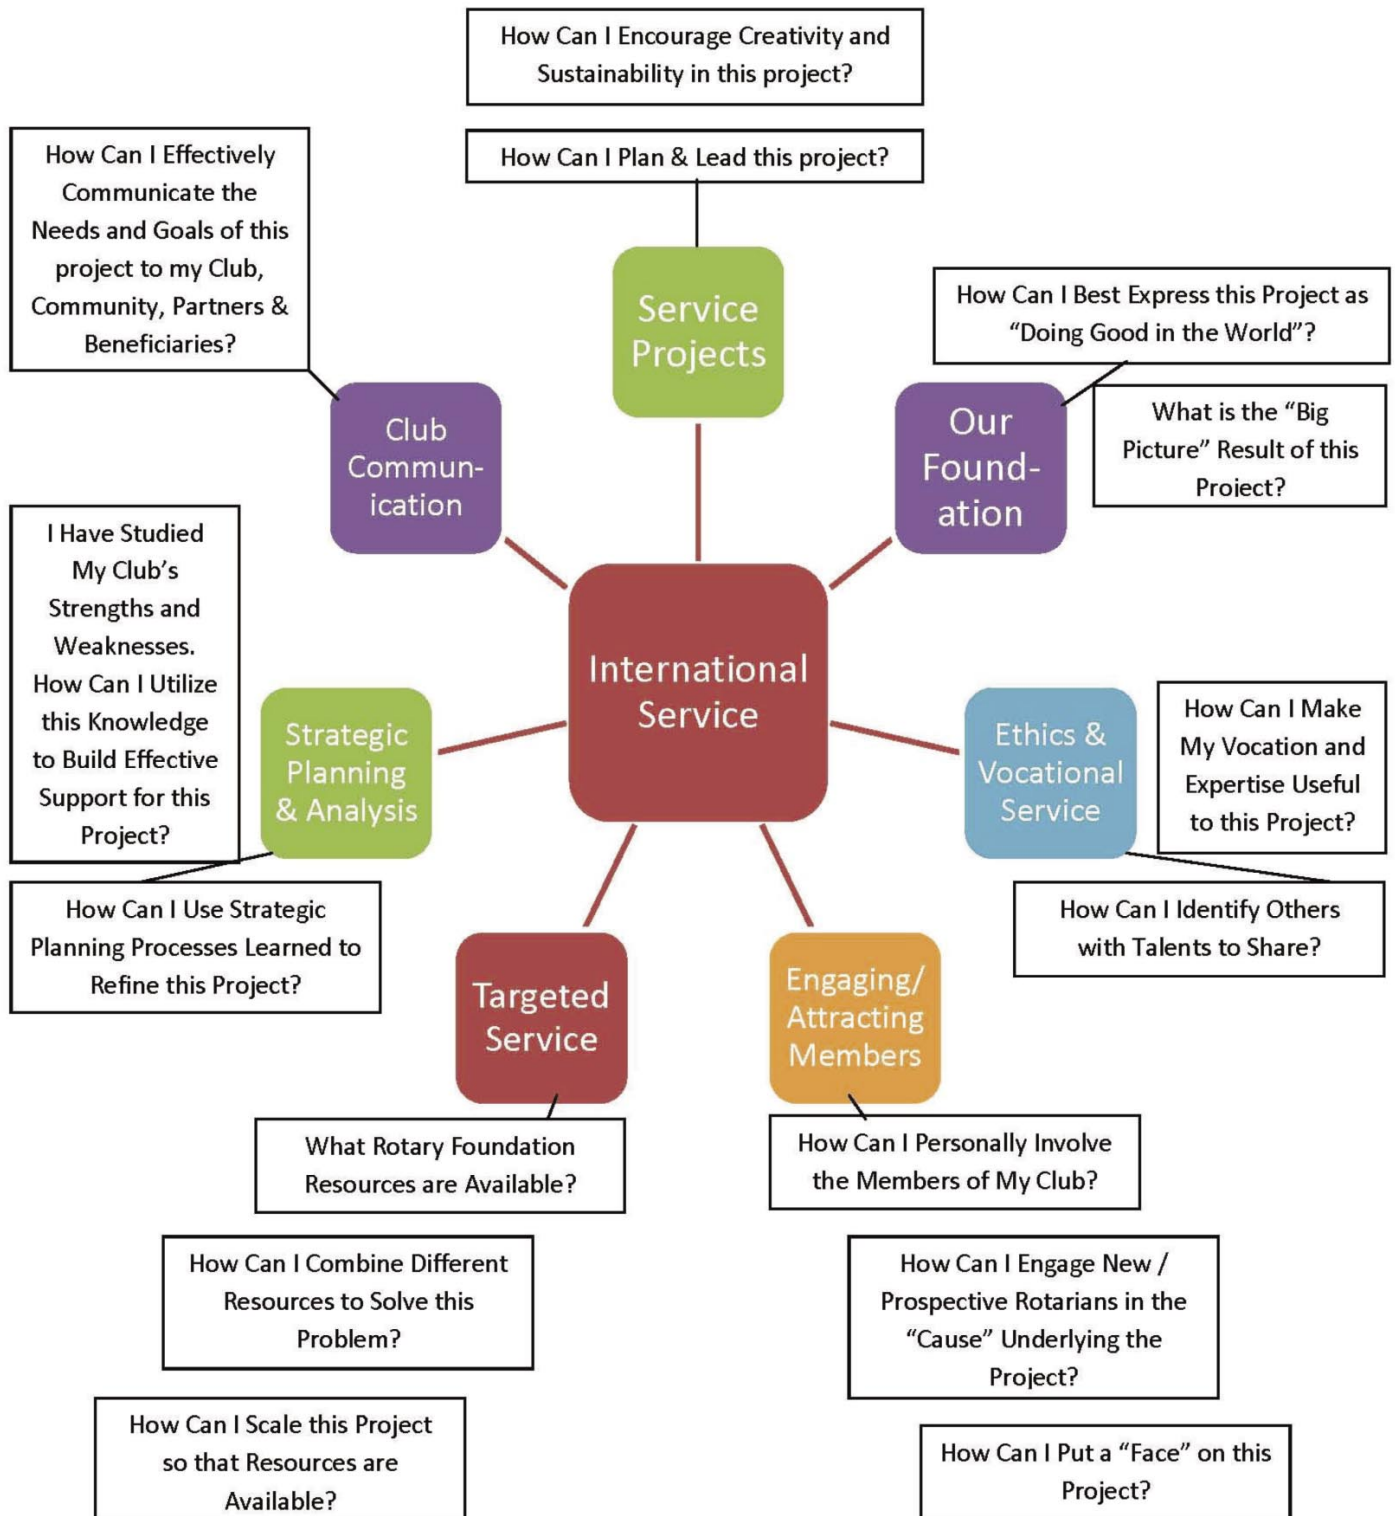 How Can I Encourage Creativity and
Sustainability in this project?
How Can I Plan & Lead this project?
How Can I Effectively
Communicate the
Needs and Goals of this
project to my Club,
Community, Partners &
Beneficiaries?
Service
Projects
How Can I Best Express this Project as
“Doing Good in the World”?
Club
Commun-
ication
Our
Found-
ation
What is the “Big
Picture” Result of this
Project?
I Have Studied
My Club’s
Strengths and
Weaknesses.
How Can I Utilize
this Knowledge
to Build Effective
Support for this
Project?
International
Service
Strategic
Planning
& Analysis
Ethics &
Vocational
Service
How Can I Make
My Vocation and
Expertise Useful
to this Project?
How Can I Use Strategic
Planning Processes Learned to
Refine this Project?
How Can I Identify Others
with Talents to Share?
Targeted
Service
Engaging/
Attracting
Members
What Rotary Foundation
Resources are Available?
How Can I Personally Involve
the Members of My Club?
How Can I Combine Different
Resources to Solve this
Problem?
How Can I Engage New /
Prospective Rotarians in the
“Cause” Underlying the
Project?
How Can I Scale this Project
so that Resources are
Available?
How Can I Put a “Face” on this
Project?